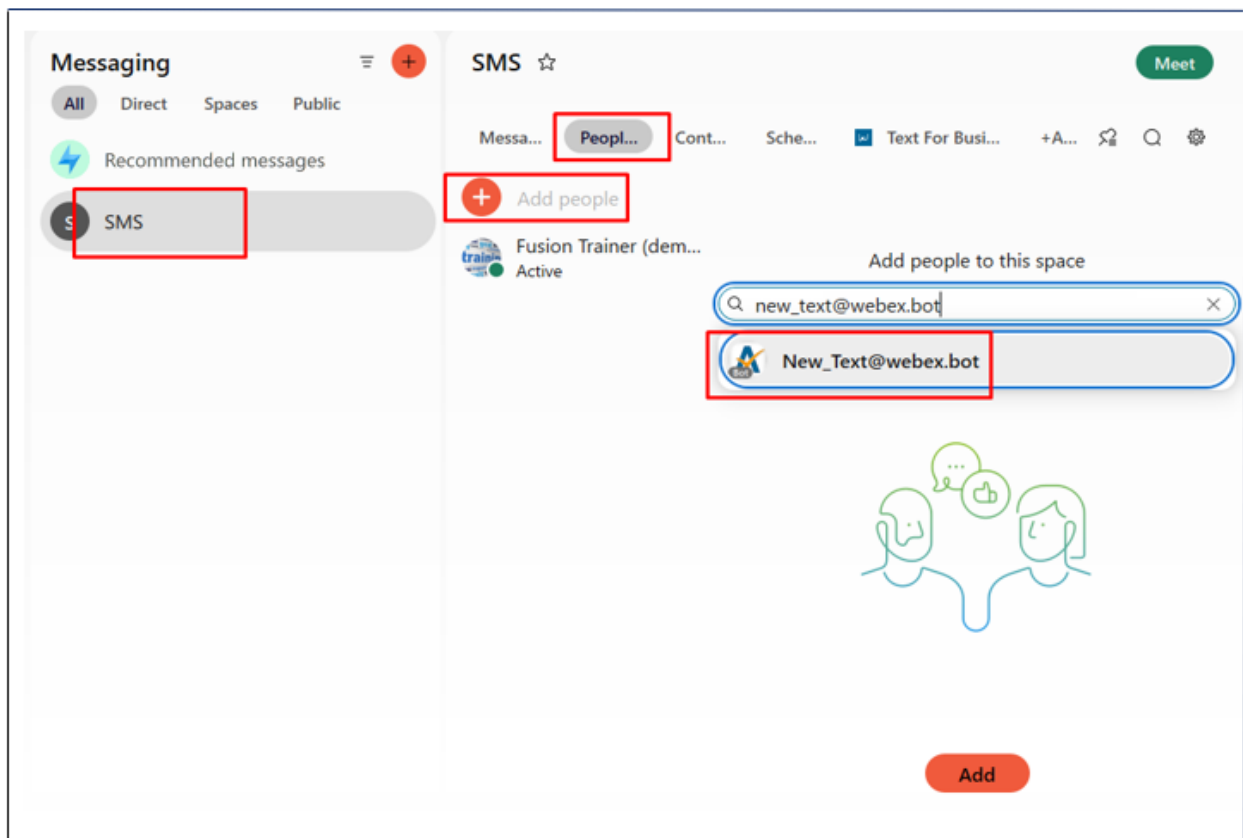 Messaging
All Direct Spaces Public
Recommended messages
S SMS
SMS
Meet
Messa... Peopl... Cont... Sche... Text For Busi... +A...
Add people
Fusion Trainer (dem...
Active
Add people to this space
new_text@webex.bot
New_Text@webex.bot
Bot
Add